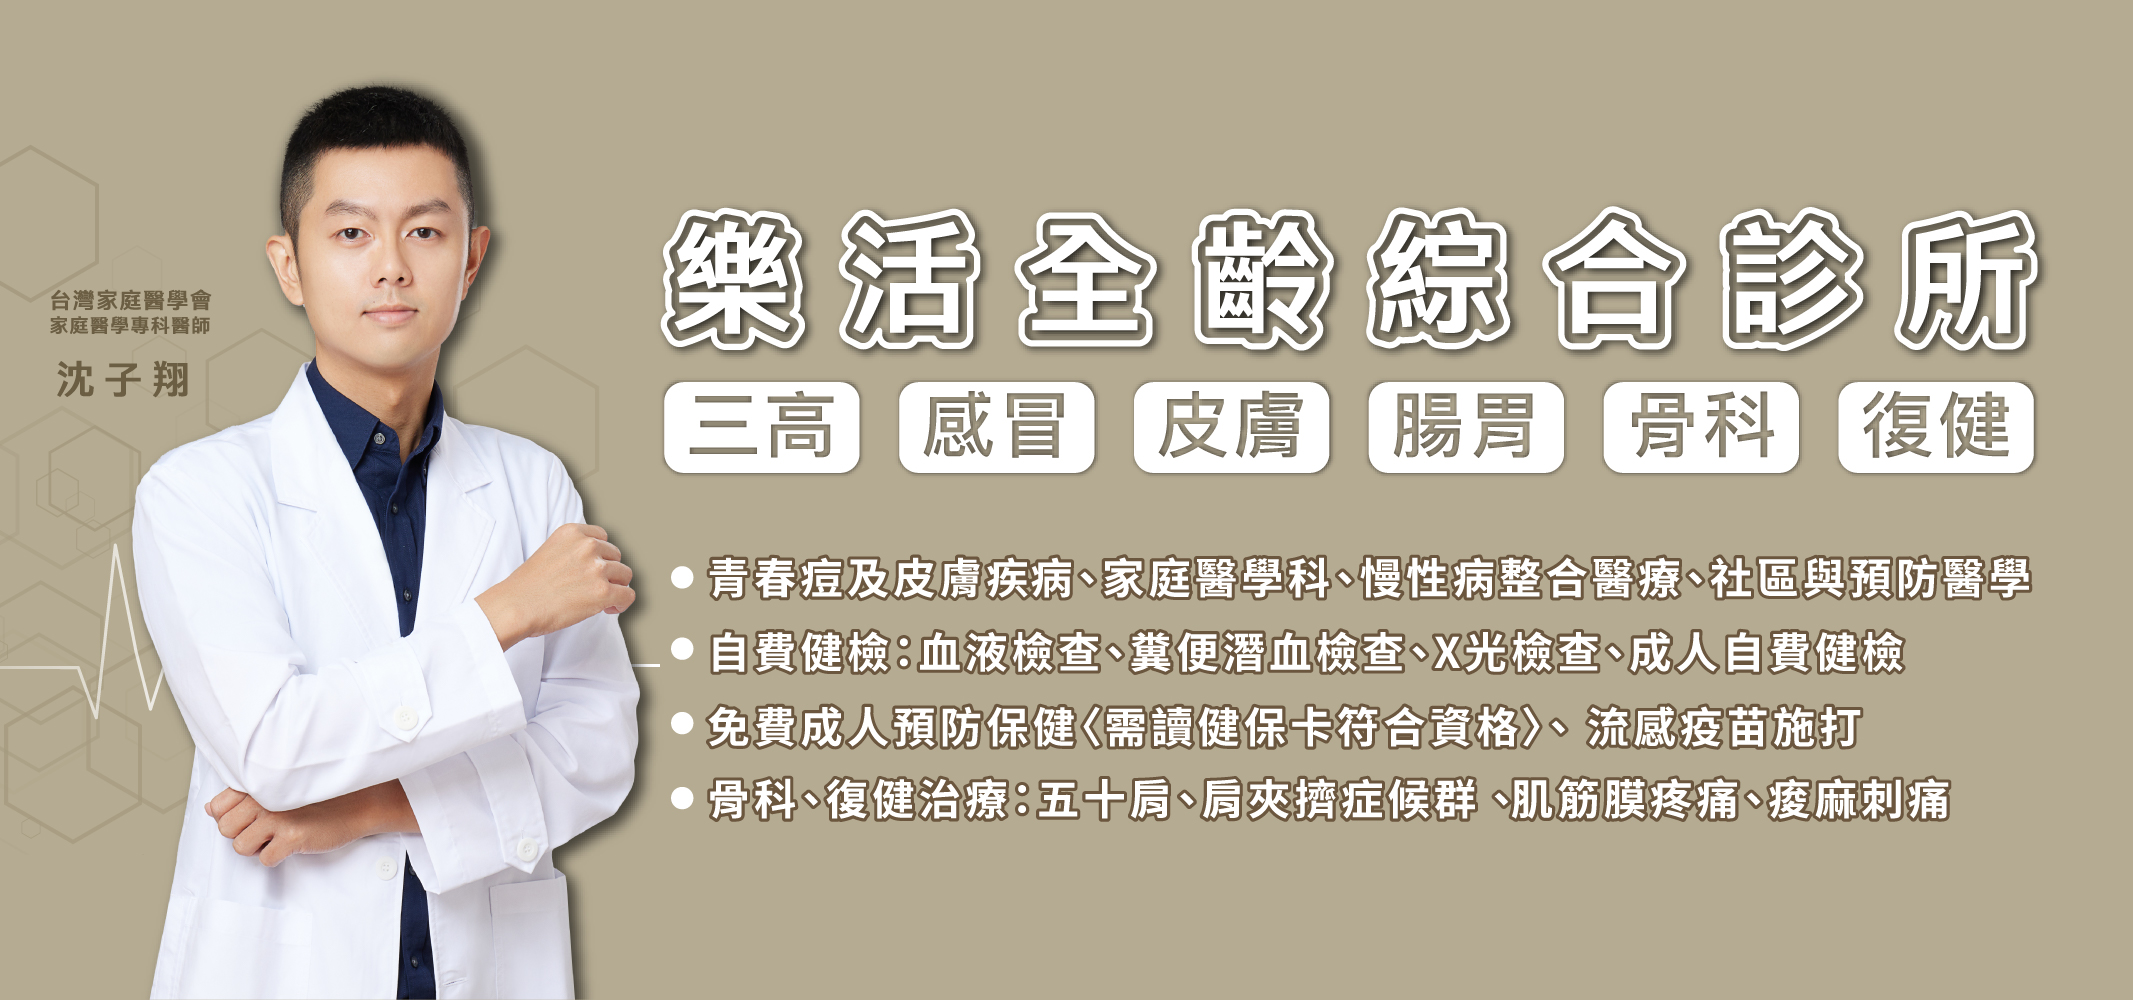 台灣家庭醫學會
家庭醫學專科醫師
沈子翔
樂活全齡綜合診所
三高 感冒 皮膚 腸胃 骨科 復健
● 青春痘及皮膚疾病、家庭醫學科、慢性病整合醫療、社區與預防醫學
● 自費健檢：血液檢查、糞便潛血檢查、X光檢查、成人自費健檢
● 免費成人預防保健〈需讀健保卡符合資格〉、流感疫苗施打
● 骨科、復健治療：五十肩、肩夾擠症候群、肌筋膜疼痛、痠麻刺痛